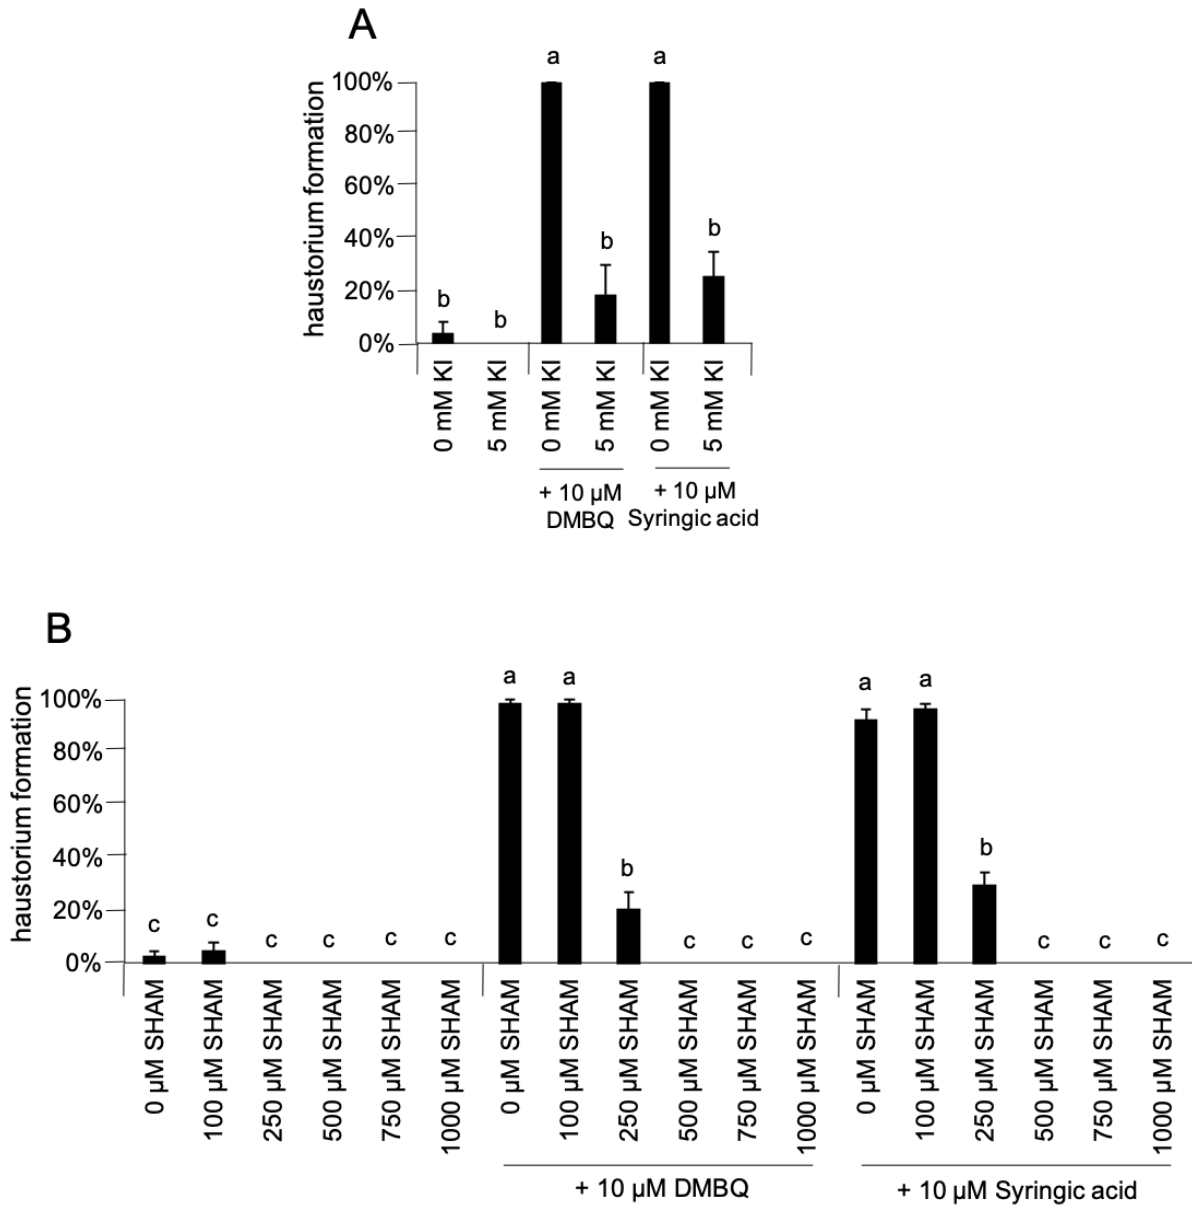 A
haustorium formation
100%
80%
60%
40%
20%
0%
b
b
a
b
a
b
0 mM KI
5 mM KI
0 mM KI
5 mM KI
0 mM KI
5 mM KI
+ 10 µM
DMBQ
+ 10 µM
Syringic acid
B
haustorium formation
100%
80%
60%
40%
20%
0%
c
c
c
c
c
c
a
a
b
c
c
c
a
a
b
c
c
c
0 µM SHAM
100 µM SHAM
250 µM SHAM
500 µM SHAM
750 µM SHAM
1000 µM SHAM
0 µM SHAM
100 µM SHAM
250 µM SHAM
500 µM SHAM
750 µM SHAM
1000 µM SHAM
0 µM SHAM
100 µM SHAM
250 µM SHAM
500 µM SHAM
750 µM SHAM
1000 µM SHAM
+ 10 µM DMBQ
+ 10 µM Syringic acid